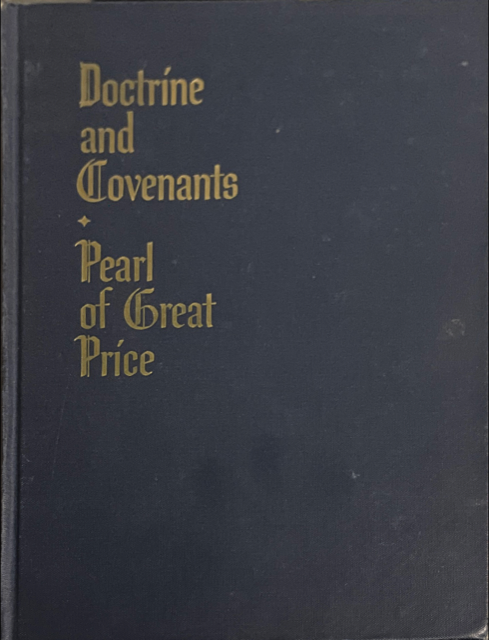 Doctrine
and
Covenants
Pearl
of Great
Price